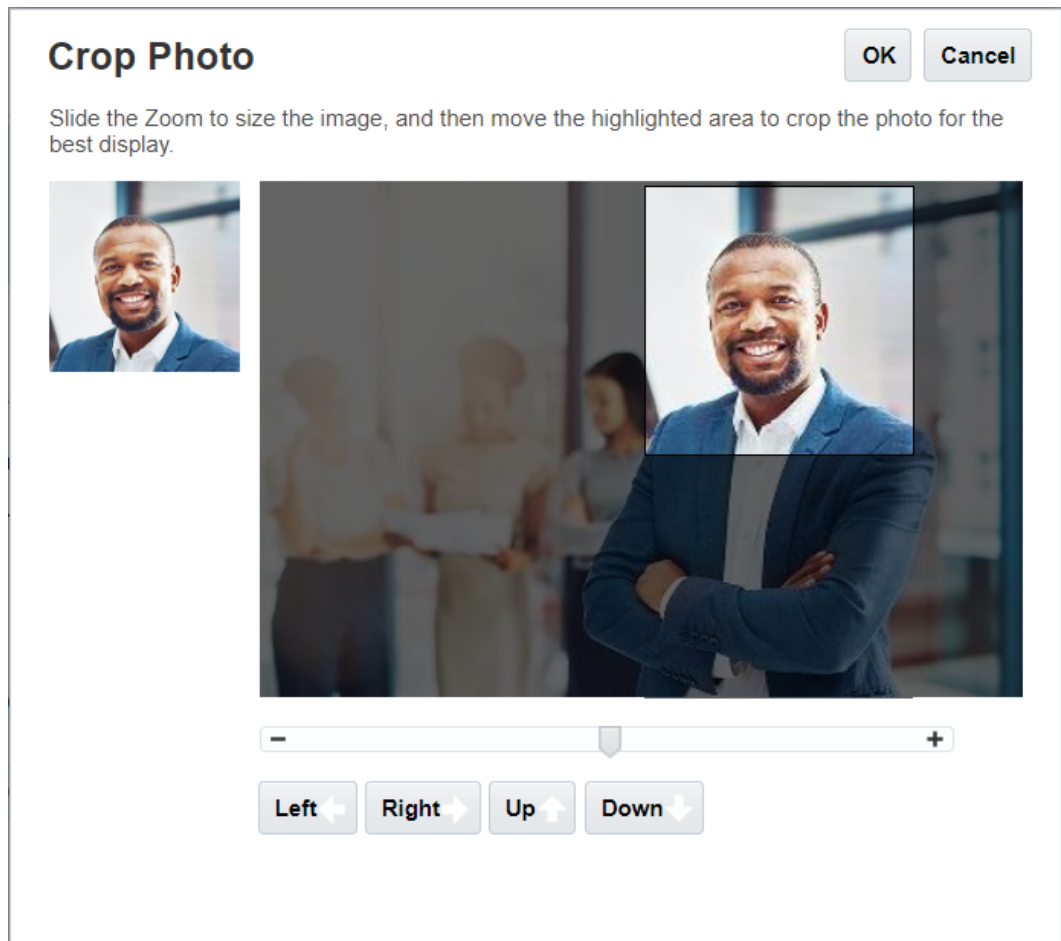 Crop Photo
OK
Cancel
Slide the Zoom to size the image, and then move the highlighted area to crop the photo for the
best display.
Left
Right
Up
Down